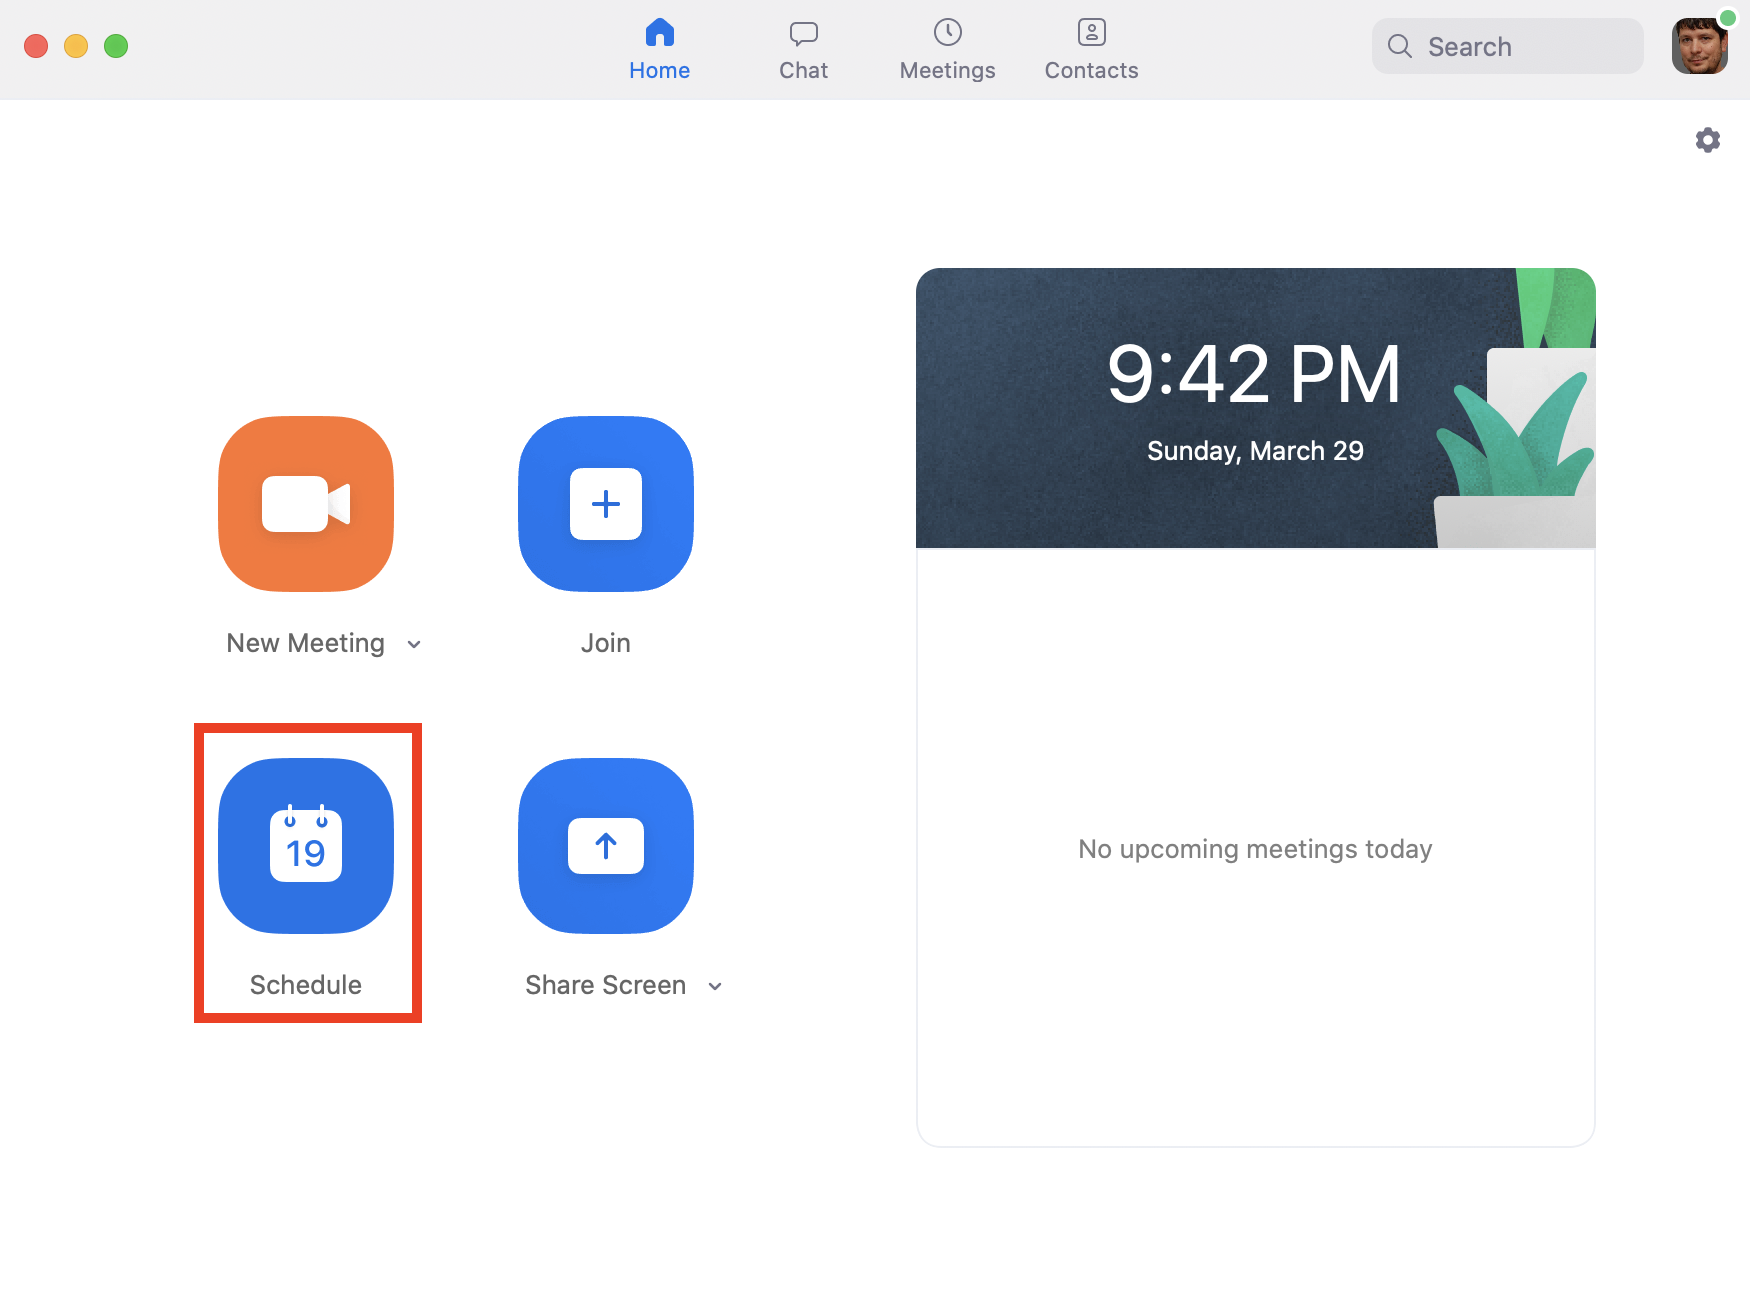 Home
Chat
Meetings
Contacts
Search
9:42 PM
Sunday, March 29
New Meeting
Join
19
Schedule
Share Screen
No upcoming meetings today